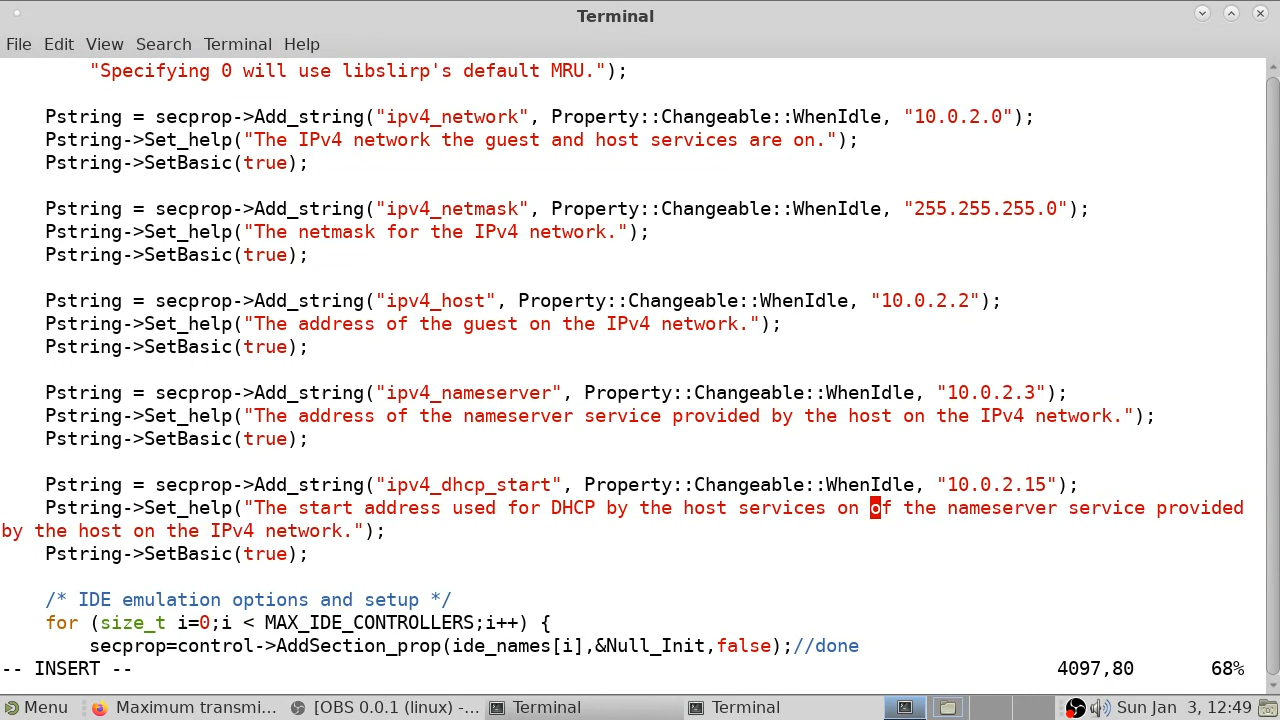 Terminal
File Edit View Search Terminal Help
"Specifying 0 will use libslirp's default MRU.");
Pstring = secprop->Add_string("ipv4_network", Property::Changeable::WhenIdle, "10.0.2.0");
Pstring->Set_help("The IPv4 network the guest and host services are on.");
Pstring->SetBasic(true);
Pstring = secprop->Add_string("ipv4_netmask", Property::Changeable::WhenIdle, "255.255.255.0");
Pstring->Set_help("The netmask for the IPv4 network.");
Pstring->SetBasic(true);
Pstring = secprop->Add_string("ipv4_host", Property::Changeable::WhenIdle, "10.0.2.2");
Pstring->Set_help("The address of the guest on the IPv4 network.");
Pstring->SetBasic(true);
Pstring = secprop->Add_string("ipv4_nameserver", Property::Changeable::WhenIdle, "10.0.2.3");
Pstring->Set_help("The address of the nameserver service provided by the host on the IPv4 network.");
Pstring->SetBasic(true);
Pstring = secprop->Add_string("ipv4_dhcp_start", Property::Changeable::WhenIdle, "10.0.2.15");
Pstring->Set_help("The start address used for DHCP by the host services on of the nameserver service provided
by the host on the IPv4 network.");
Pstring->SetBasic(true);
/* IDE emulation options and setup */
for (size_t i=0;i < MAX_IDE_CONTROLLERS;i++) {
secprop=control->AddSection_prop(ide_names[i],&Null_Init,false);//done
-- INSERT -- 4097,80 68%
Menu Maximum transmi... [OBS 0.0.1 (linux) -... Terminal Terminal Sun Jan 3, 12:49